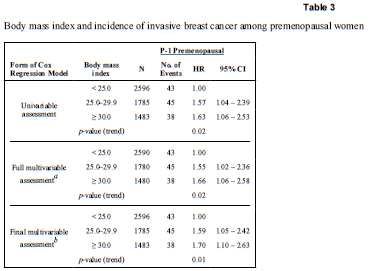 Table 3
Body mass index and incidence of invasive breast cancer among premenopausal women
P-1 Premenopausal
Form of Cox Regression Model Body mass index N No. of Events HR 95% CI
< 25.0 2596 43 1.00
Univariable assessment 25.0–29.9 1785 45 1.57 1.04 – 2.39
≥ 30.0 1483 38 1.63 1.06 – 2.53
p-value (trend) 0.02
< 25.0 2590 43 1.00
Full multivariable assessment a 25.0–29.9 1780 45 1.55 1.02 – 2.36
≥ 30.0 1480 38 1.66 1.06 – 2.58
p-value (trend) 0.02
< 25.0 2596 43 1.00
Final multivariable assessment b 25.0–29.9 1785 45 1.59 1.05 – 2.42
≥ 30.0 1483 38 1.70 1.10 – 2.63
p-value (trend) 0.01